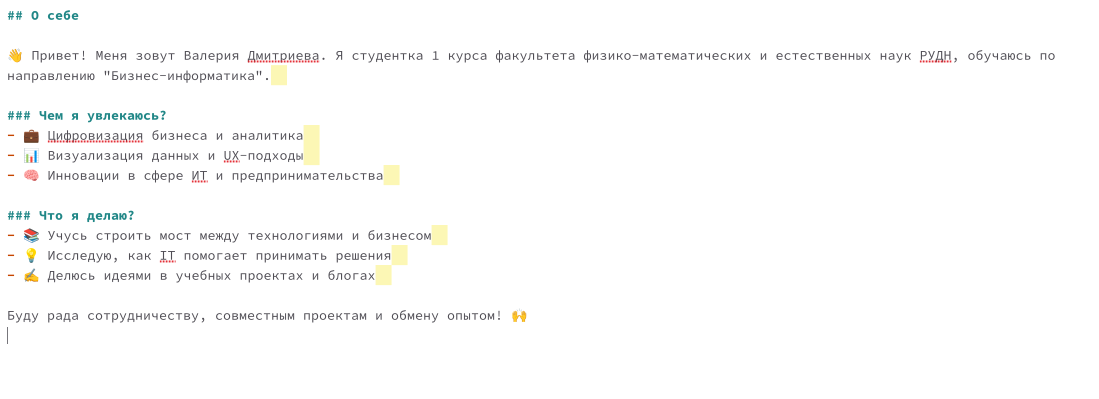 ## О себе
👋 Привет! Меня зовут Валерия Дмитриева. Я студентка 1 курса факультета физико-математических и естественных наук РУДН, обучаюсь по
направлению "Бизнес-информатика".
### Чем я увлекаюсь?
- 💼 Цифровизация бизнеса и аналитика
- 📊 Визуализация данных и UX-подходы
- 🧠 Инновации в сфере ИТ и предпринимательства
### Что я делаю?
- 📚 Учусь строить мост между технологиями и бизнесом
- 💡 Исследую, как IT помогает принимать решения
- ✍️ Делюсь идеями в учебных проектах и блогах
Буду рада сотрудничеству, совместным проектам и обмену опытом! 🙌